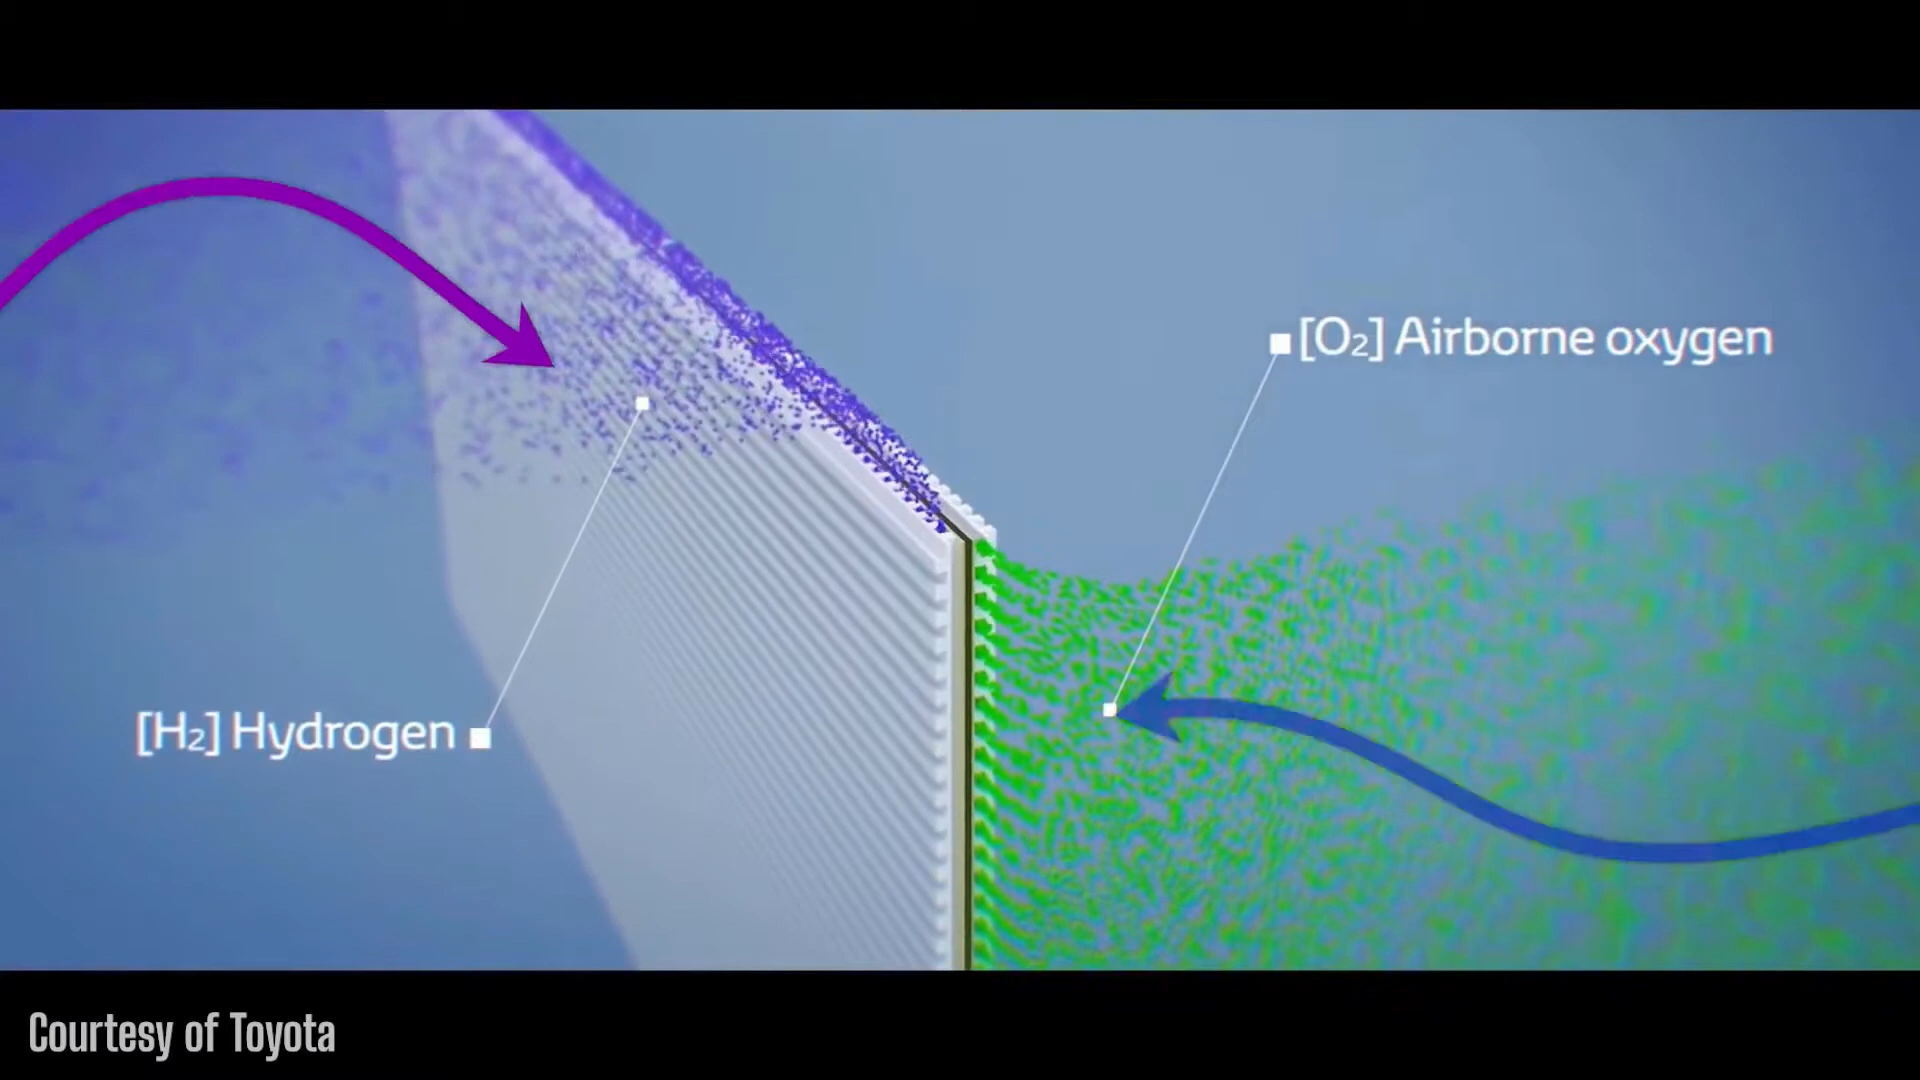 [O₂] Airborne oxygen
[H₂] Hydrogen
Courtesy of Toyota